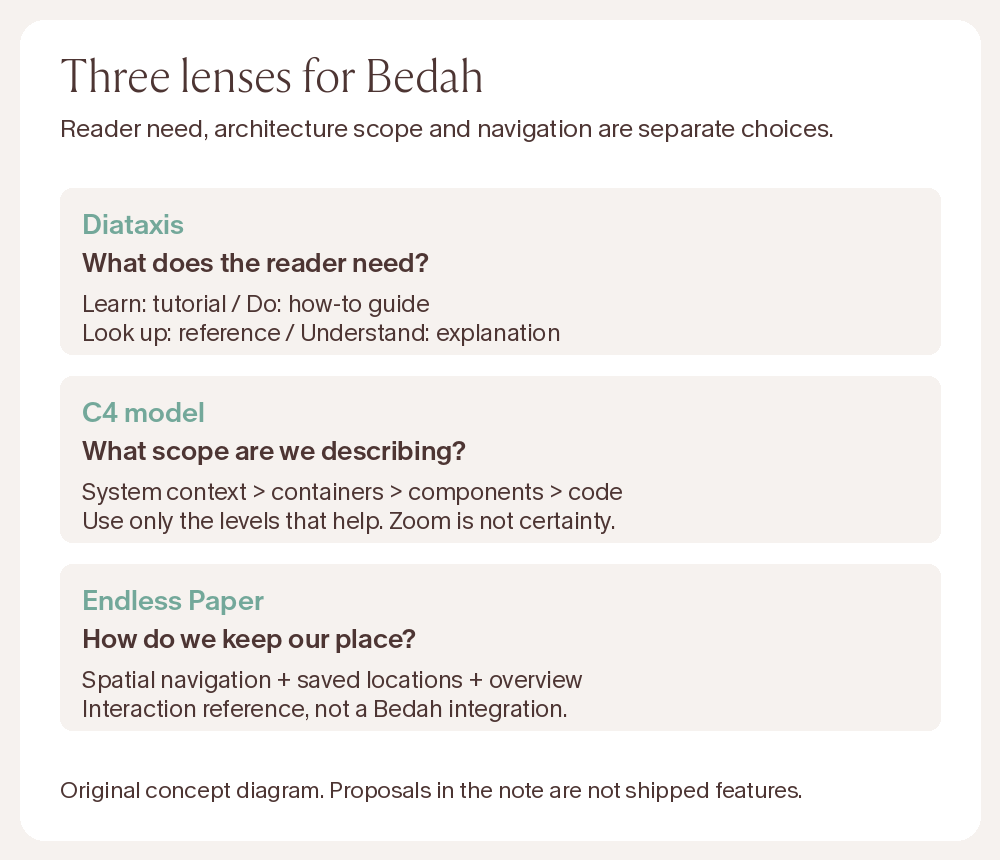 Three lenses for Bedah
Reader need, architecture scope and navigation are separate choices.
Diataxis
What does the reader need?
Learn: tutorial / Do: how-to guide
Look up: reference / Understand: explanation
C4 model
What scope are we describing?
System context > containers > components > code
Use only the levels that help. Zoom is not certainty.
Endless Paper
How do we keep our place?
Spatial navigation + saved locations + overview
Interaction reference, not a Bedah integration.
Original concept diagram. Proposals in the note are not shipped features.